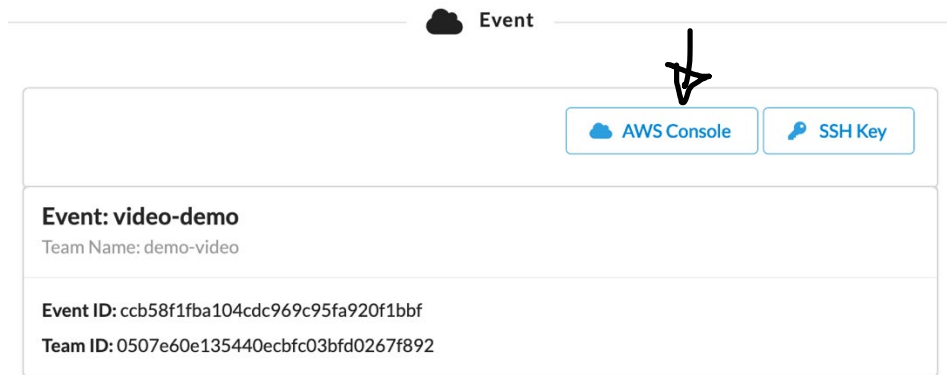 Event
AWS Console
SSH Key
Event: video-demo
Team Name: demo-video
Event ID: ccb58f1fba104cdc969c95fa920f1bbf
Team ID: 0507e60e135440ecbfc03bfd0267f892